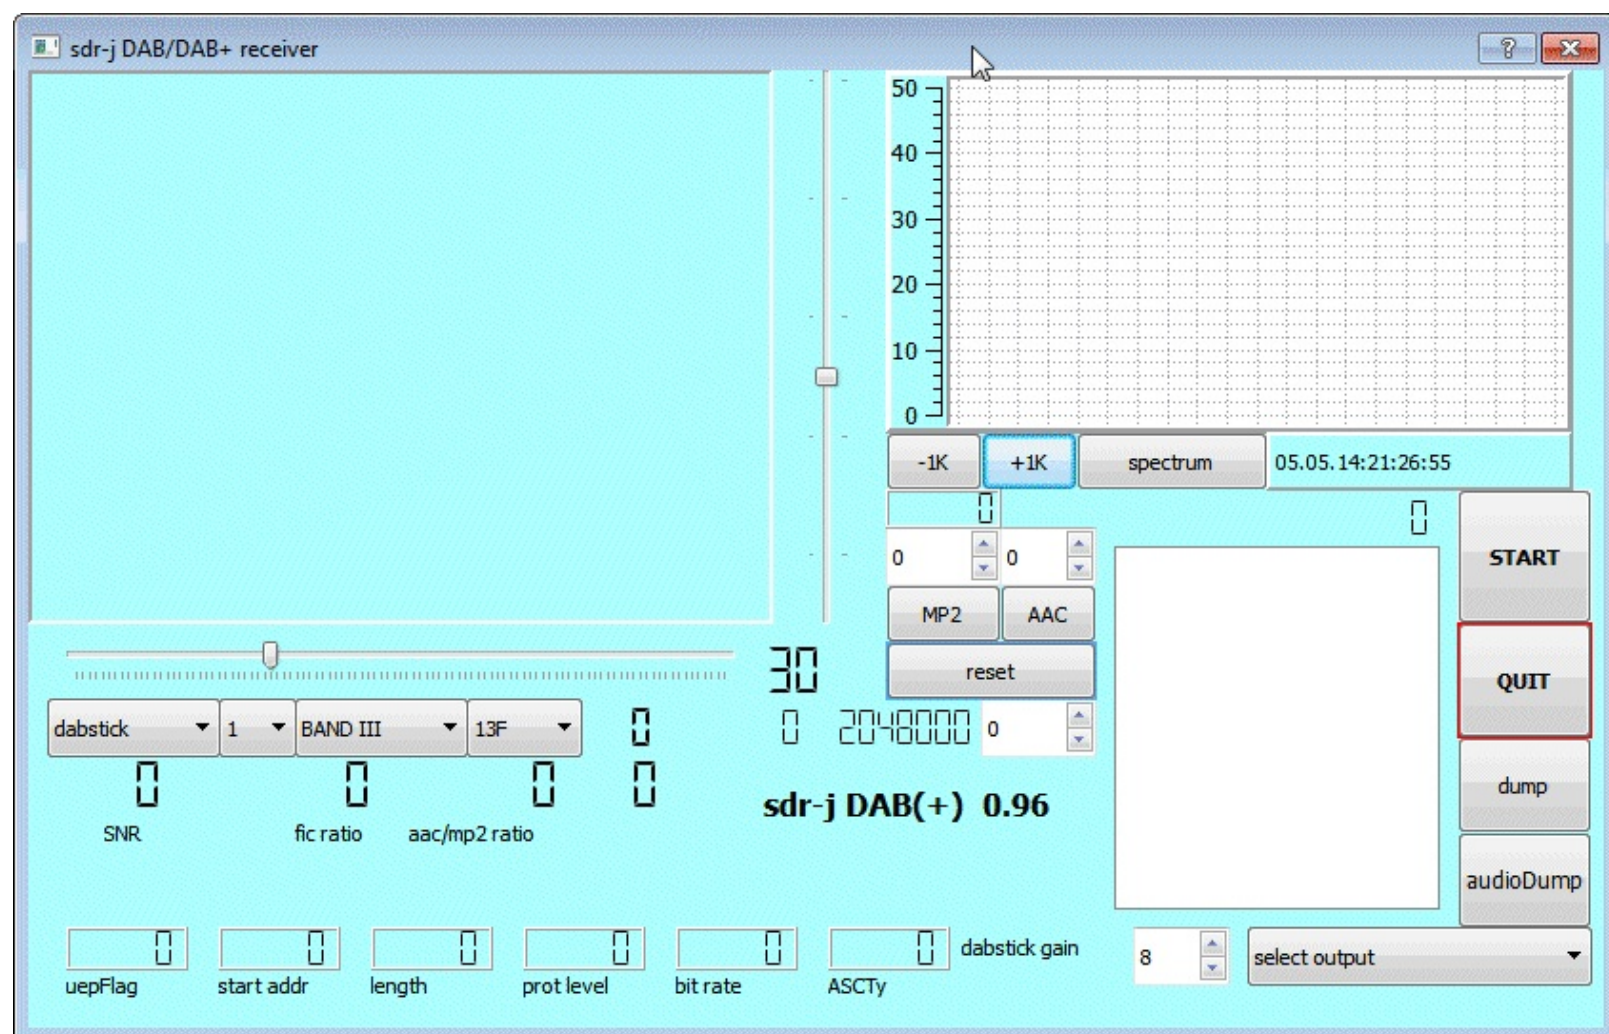 sdr-j DAB/DAB+ receiver
50
40
30
20
10
0
-1K +1K spectrum 05.05.14:21:26:55
0 0
0 0
START
MP2 AAC
30 reset
QUIT
dabstick 1 BAND III 13F 0 0 2048000 0
0 0 0 0
dump
sdr-j DAB(+) 0.96
SNR fic ratio aac/mp2 ratio
audioDump
0 0 0 0 0 0 dabstick gain 8 select output
uepFlag start addr length prot level bit rate ASCTy